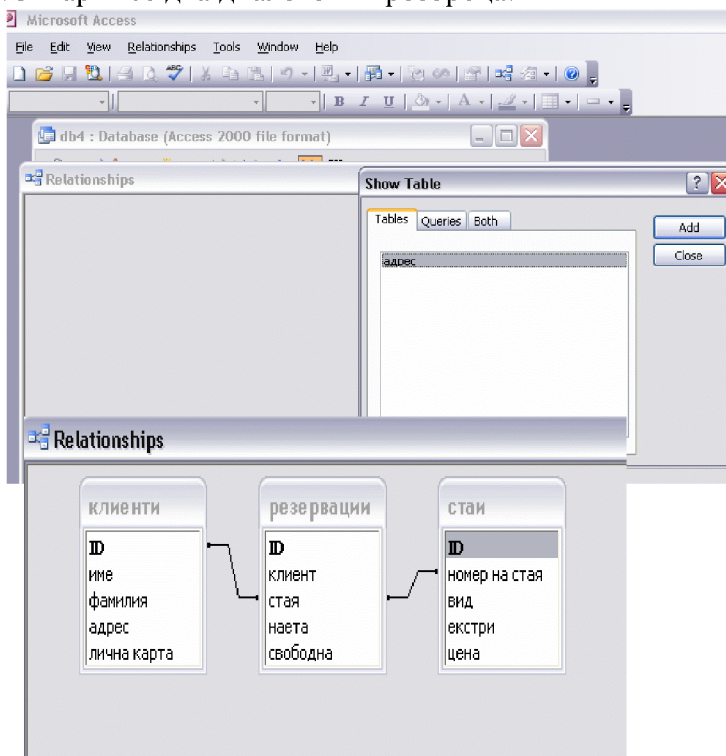 Microsoft Access
File Edit View Relationships Tools Window Help
B I U A
db4 : Database (Access 2000 file format)
Relationships
Show Table
Tables Queries Both
Add
Close
адрес
Relationships
клиенти
ID
име
фамилия
адрес
лична карта
резервации
ID
клиент
стая
наета
свободна
стаи
ID
номер на стая
вид
екстри
цена